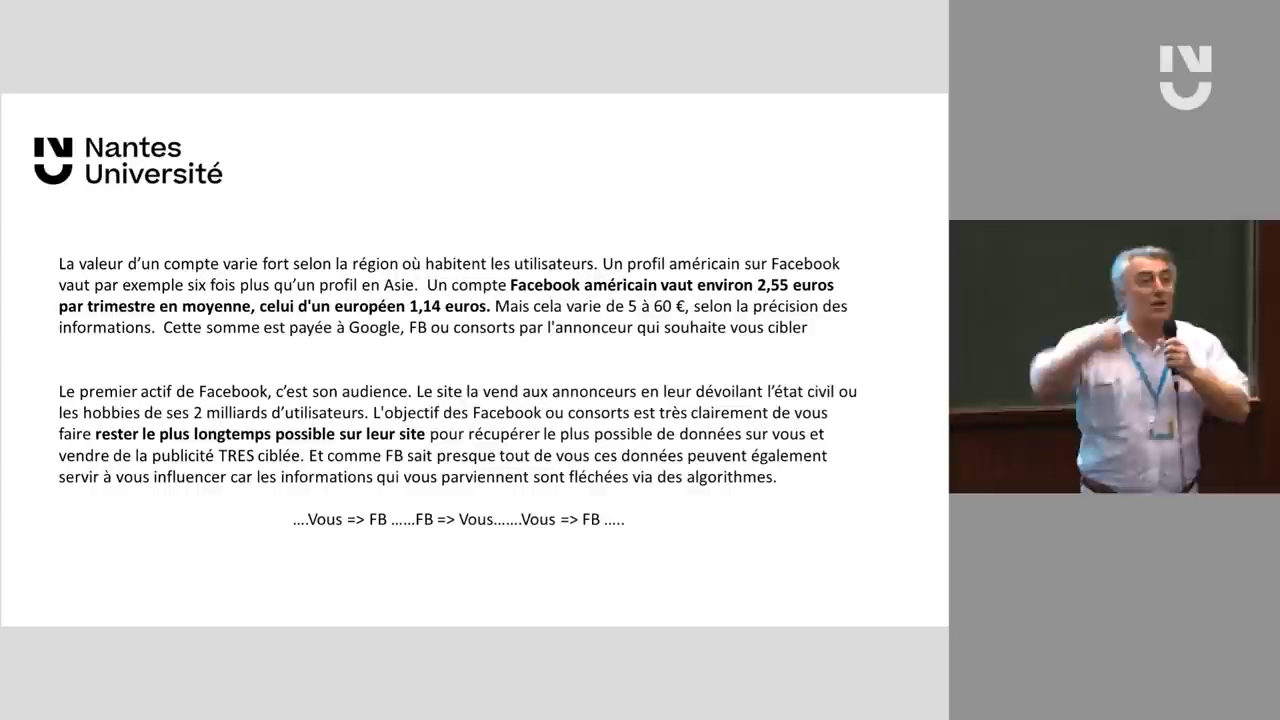 Nantes
Université
La valeur d’un compte varie fort selon la région où habitent les utilisateurs. Un profil américain sur Facebook
vaut par exemple six fois plus qu’un profil en Asie. Un compte Facebook américain vaut environ 2,55 euros
par trimestre en moyenne, celui d'un européen 1,14 euros. Mais cela varie de 5 à 60 €, selon la précision des
informations. Cette somme est payée à Google, FB ou consorts par l'annonceur qui souhaite vous cibler
Le premier actif de Facebook, c’est son audience. Le site la vend aux annonceurs en leur dévoilant l’état civil ou
les hobbies de ses 2 milliards d’utilisateurs. L'objectif des Facebook ou consorts est très clairement de vous
faire rester le plus longtemps possible sur leur site pour récupérer le plus possible de données sur vous et
vendre de la publicité TRES ciblée. Et comme FB sait presque tout de vous ces données peuvent également
servir à vous influencer car les informations qui vous parviennent sont fléchées via des algorithmes.
....Vous => FB ......FB => Vous.......Vous => FB .....